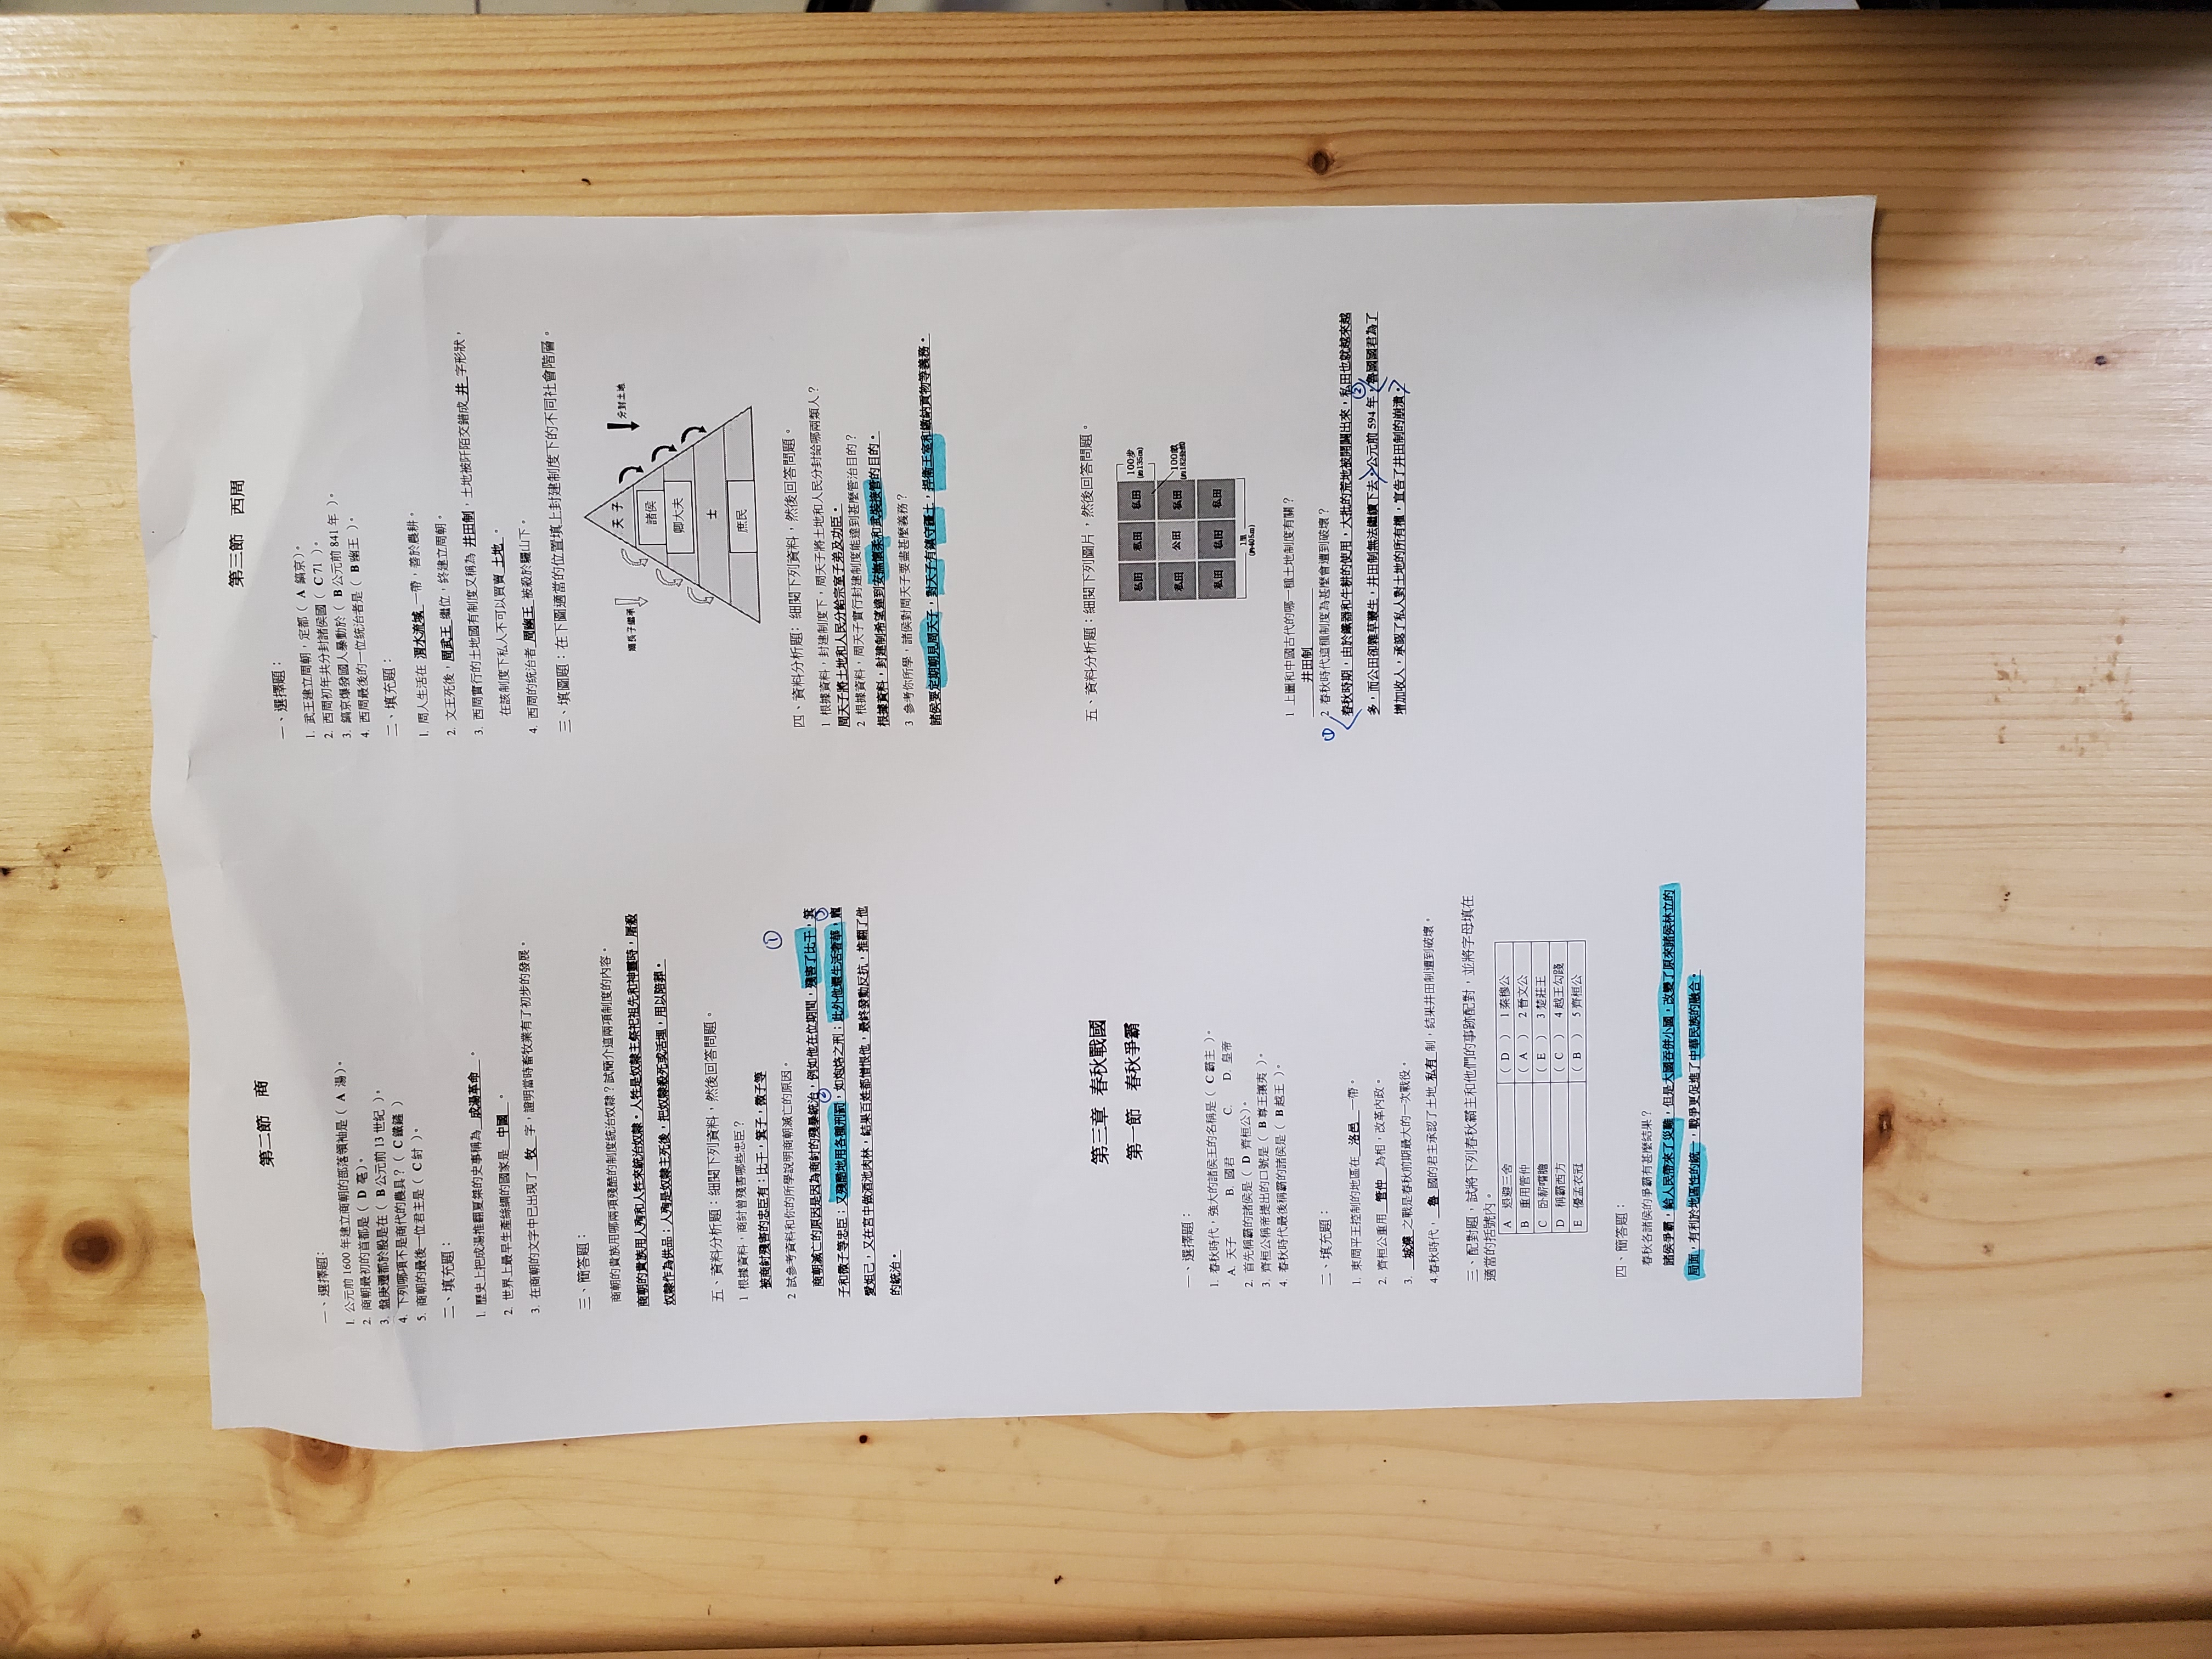 第二節　商
一、選擇題:
1. 公元前 1600 年建立商朝的部落領袖是（ A 湯）。
2. 商朝最初的首都是（ D 亳）。
3. 盤庚遷都於殷是在（ B 公元前 13 世紀 ）。
4. 下列哪項不是商代的農具？（ C 鐵鏟 ）
5. 商朝的最後一位君主是（ C 紂 ）。
二、填充題：
1. 歷史上把成湯推翻夏桀的史事稱為 成湯革命 。
2. 世界上最早生產絲綢的國家是 中國 。
3. 在商朝的文字中已出現了 牧 字，證明當時畜牧業有了初步的發展。
三、簡答題：
商朝的貴族用哪兩項殘酷的制度統治奴隸？試簡介這兩項制度的內容。
商朝的貴族用人殉和人牲來統治奴隸。人牲是奴隸主祭祀祖先和神靈時，屠殺
奴隸作為供品；人殉是奴隸主死後，把奴隸殺死或活埋，用以陪葬。
五、資料分析題：細閱下列資料，然後回答問題。
1 根據資料，商紂曾殘害哪些忠臣？
被商紂殘害的忠臣有：比干，箕子，微子等
2 試參考資料和你的所學說明商朝滅亡的原因。
①
商朝滅亡的原因是因為商紂的殘暴統治，例如他在位期間，殘害了比干，箕
② ③
子和微子等忠臣；又殘酷地用各種刑罰，如炮烙之刑；此外他還生活奢華，寵
愛妲己，又在宮中做酒池肉林，結果百姓都憎恨他，最終發動反抗，推翻了他
的統治。
第三節　西周
一、選擇題：
1. 武王建立周朝，定都（ A 鎬京）。
2. 西周初年共分封諸侯國（ C 71 ）。
3. 鎬京爆發國人暴動於（ B 公元前 841 年 ）。
4. 西周最後的一位統治者是（ B 幽王 ）。
二、填充題：
1. 周人生活在 渭水流域 一帶，善於農耕。
2. 文王死後，周武王 繼位，終建立周朝。
3. 西周實行的土地國有制度又稱為 井田制，土地被阡陌交錯成 井 字形狀，
在該制度下私人不可以買賣 土地 。
4. 西周的統治者 周幽王 被殺於驪山下。
三、填圖題：在下圖適當的位置填上封建制度下的不同社會階層。
天子
嫡長子繼承
分封土地
諸侯
卿大夫
士
庶民
四、資料分析題: 細閱下列資料，然後回答問題。
1 根據資料，封建制度下，周天子將土地和人民分封給哪兩類人？
周天子將土地和人民分給宗室子弟及功臣。
2 根據資料，周天子實行封建制度能達到甚麼管治目的？
根據資料，封建制希望達到安撫懷柔和武裝接管的目的。
3 參考你所學，諸侯對周天子要盡甚麼義務？
諸侯要定期朝見周天子，對天子有鎮守疆土，捍衛王室和繳納貢物等義務。
第三章 春秋戰國
第一節　春秋爭霸
一、選擇題：
1. 春秋時代，強大的諸侯王的名稱是（ C 霸主 ）。
A. 天子 B. 國君 C. D. 皇帝
2. 首先稱霸的諸侯是（ D 齊桓公）。
3. 齊桓公稱帝提出的口號是（ B 尊王攘夷 ）。
4. 春秋時代最後稱霸的諸侯是（ B 越王 ）。
二、填充題：
1. 東周平王控制的地區在 洛邑 一帶。
2. 齊桓公重用 管仲 為相，改革內政。
3. 城濮 之戰是春秋前期最大的一次戰役。
4.春秋時代， 魯 國的君主承認了土地 私有 制，結果井田制遭到破壞。
三、配對題，試將下列春秋霸主和他們的事跡配對，並將字母填在
適當的括號內。
A 退避三舍 （ D ） 1 秦穆公
B 重用管仲 （ A ） 2 晉文公
C 卧薪嚐膽 （ E ） 3 楚莊王
D 稱霸西方 （ C ） 4 越王勾踐
E 優孟衣冠 （ B ） 5 齊桓公
四、簡答題：
春秋各諸侯的爭霸有甚麼結果？
諸侯爭霸，給人民帶來了災難，但是大國吞併小國，改變了原來諸侯林立的
局面，有利於地區性的統一，戰爭更促進了中華民族的融合。
五、資料分析題：細閱下列圖片，然後回答問題。
私田 私田 私田
100步
(約135m)
私田 公田 私田
100畝
(約182公畝)
私田 私田 私田
1里
(約405m)
1 上圖和中國古代的哪一種土地制度有關？
井田制
① 2 春秋時代這種制度為甚麼會遭到破壞？
春秋時期，由於鐵器和牛耕的使用，大批的荒地被開闢出來，私田也就越來越
②
多，而公田卻雜草叢生，井田制無法繼續下去。公元前 594 年，魯國國君為了
增加收入，承認了私人對土地的所有權，宣告了井田制的崩潰。